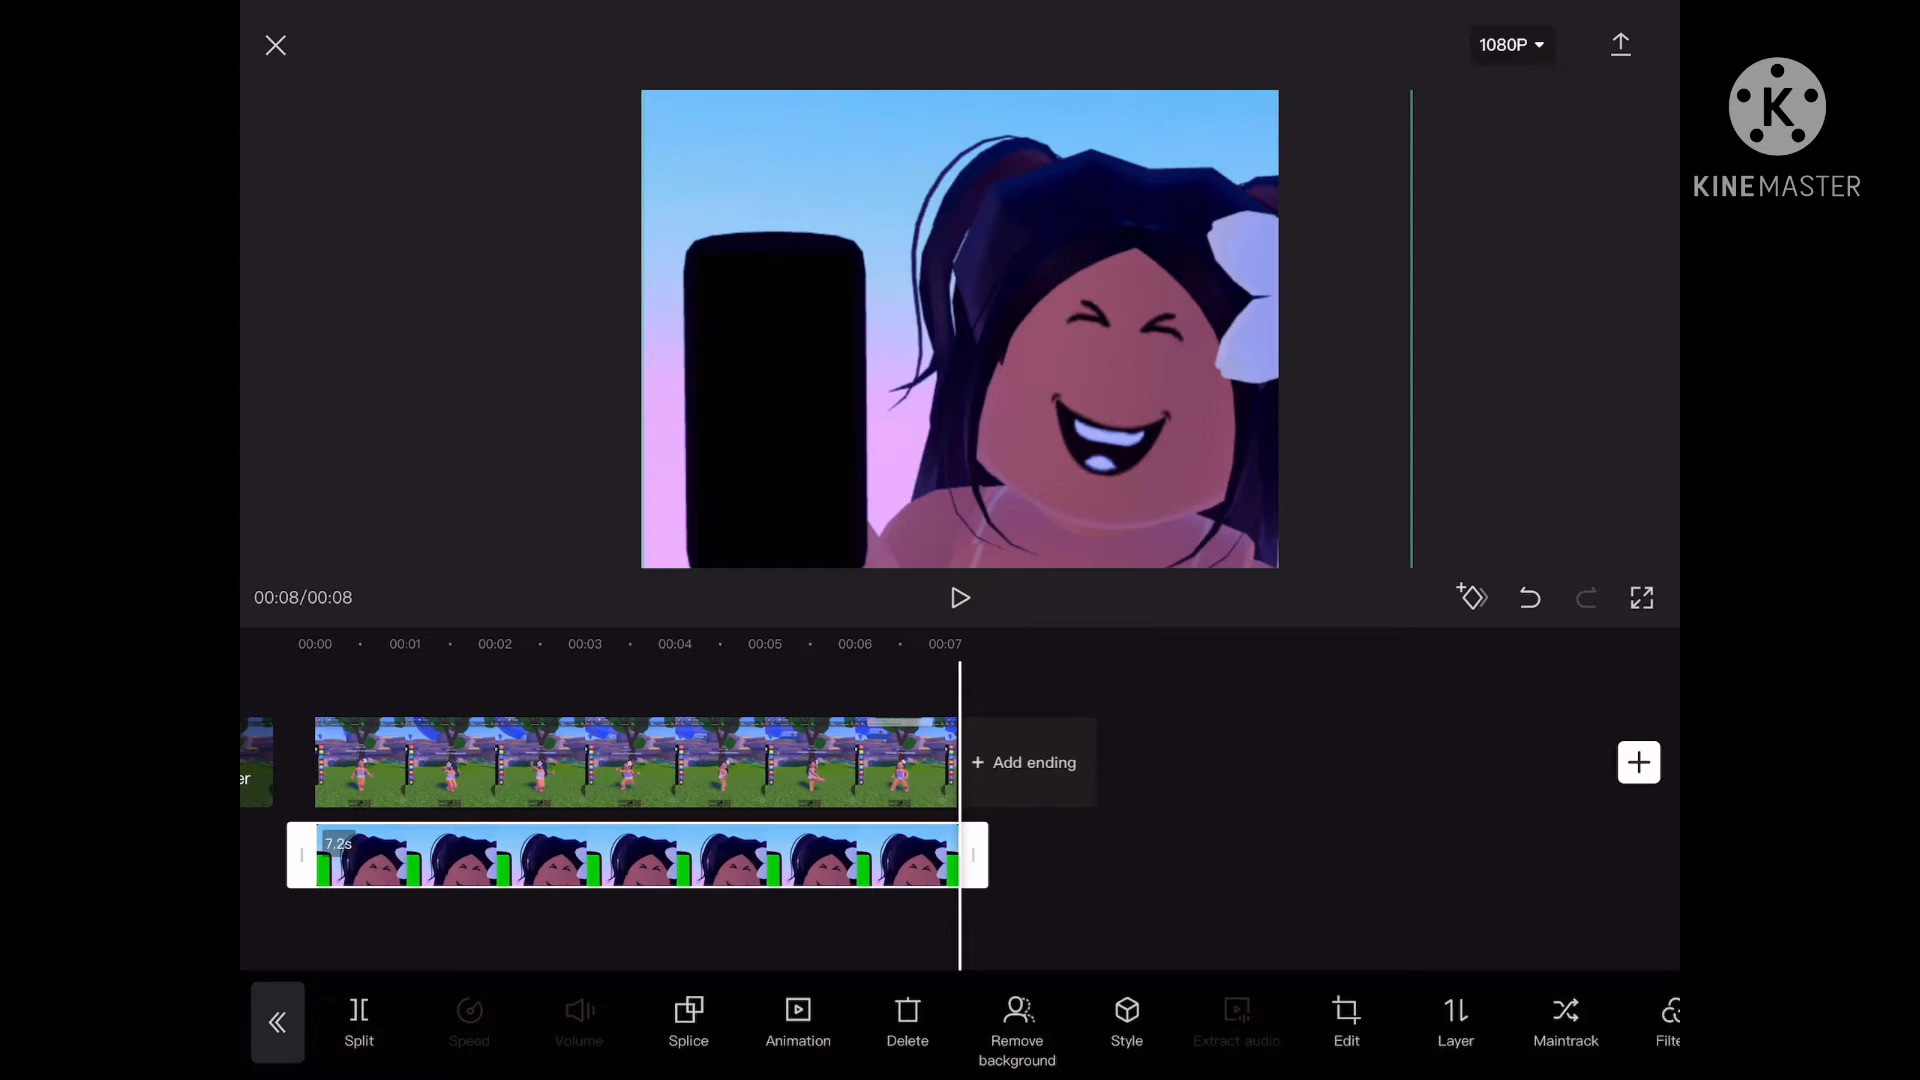 1080P
K
KINEMASTER
00:08/00:08
00:00 00:01 00:02 00:03 00:04 00:05 00:06 00:07
er
+ Add ending
7.2s
Split Speed Volume Splice Animation Delete Remove background Style Extract audio Edit Layer Maintrack Filte